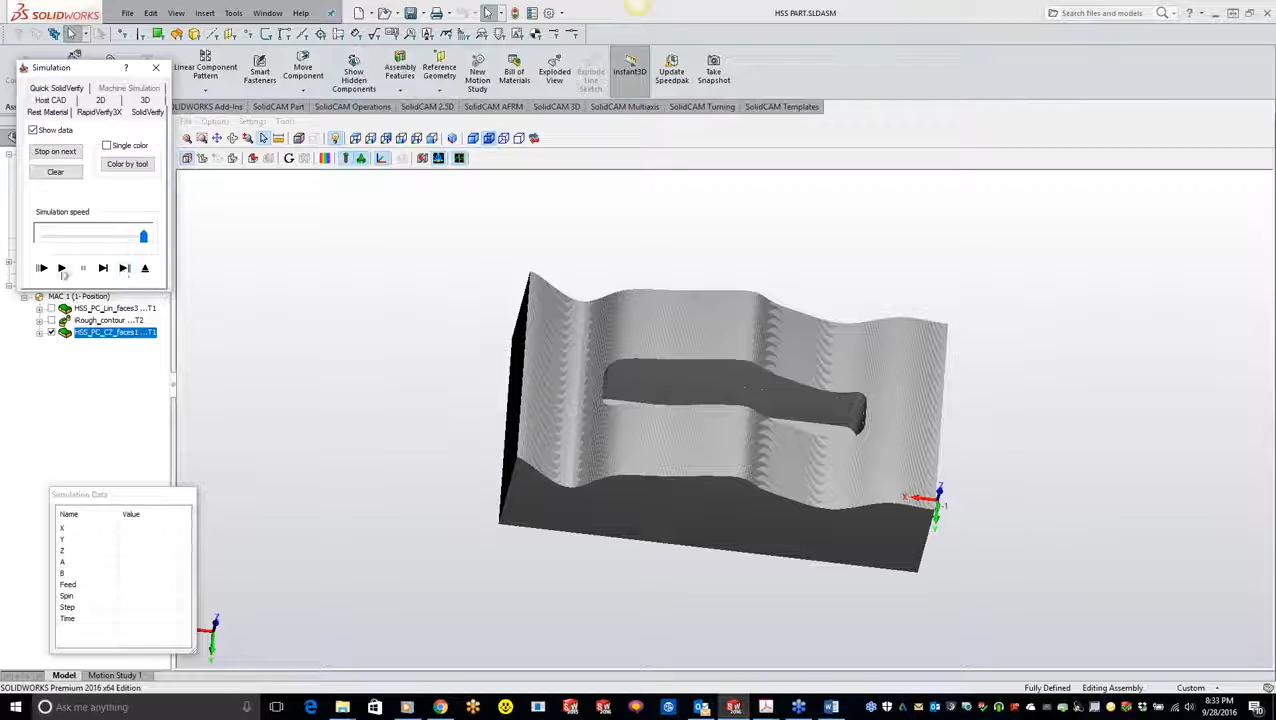 SOLIDWORKS
File Edit View Insert Tools Window Help
HSS PART.SLDASM
Search files and models
Simulation
Quick SolidVerify Machine Simulation
Host CAD 2D 3D
Rest Material RapidVerify3X SolidVerify
Show data
Stop on next
Single color
Clear
Color by tool
Simulation speed
Linear Component Pattern
Smart Fasteners
Move Component
Show Hidden Components
Assembly Features
Reference Geometry
New Motion Study
Bill of Materials
Exploded View
Explode Line Sketch
Instant3D
Update Speedpak
Take Snapshot
SOLIDWORKS Add-Ins SolidCAM Part SolidCAM Operations SolidCAM 2.5D SolidCAM AFRM SolidCAM 3D SolidCAM Multiaxis SolidCAM Turning SolidCAM Templates
File Options Settings Tools
MAC 1 (1- Position)
HSS_PC_Lin_faces3 ...T1
iRough_contour ...T2
HSS_PC_CZ_faces1 ...T1
Simulation Data
Name Value
X
Y
Z
A
B
Feed
Spin
Step
Time
X
Z
Y
Z
Y
Model Motion Study 1
SOLIDWORKS Premium 2016 x64 Edition
Fully Defined Editing Assembly Custom
Ask me anything
8:33 PM
9/28/2016